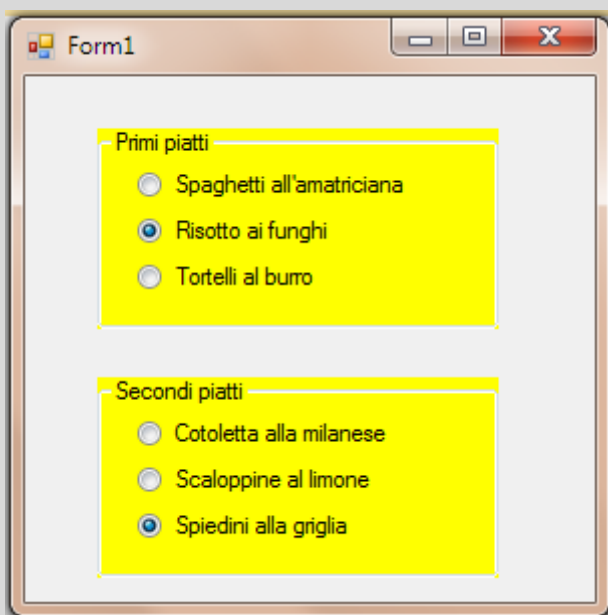 Form1
Primi piatti
Spaghetti all'amatriciana
Risotto ai funghi
Tortelli al burro
Secondi piatti
Cotoletta alla milanese
Scaloppine al limone
Spiedini alla griglia